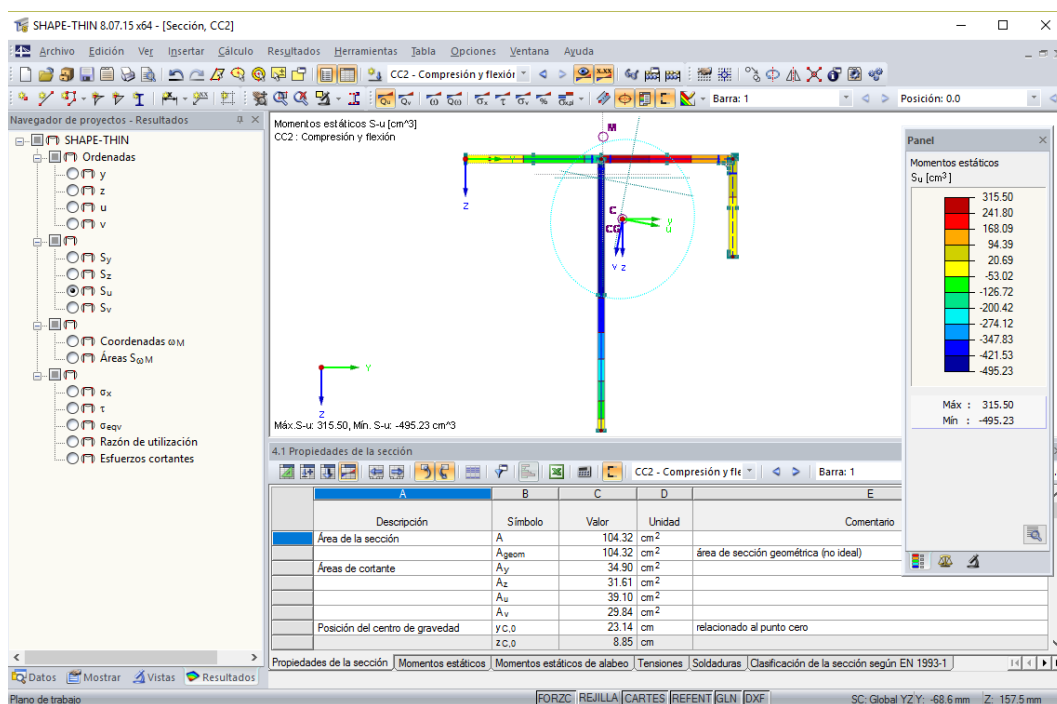 SHAPE-THIN 8.07.15 x64 - [Sección, CC2]
Archivo Edición Ver Insertar Cálculo Resultados Herramientas Tabla Opciones Ventana Ayuda
CC2 - Compresión y flexiór
Barra: 1 Posición: 0.0
Navegador de proyectos - Resultados
SHAPE-THIN
Ordenadas
y
z
u
v
Sy
Sz
Su
Sv
Coordenadas ωM
Áreas SωM
σx
τ
σeqv
Razón de utilización
Esfuerzos cortantes
Datos Mostrar Vistas Resultados
Momentos estáticos S-u [cm^3]
CC2 : Compresión y flexión
M
Y
Z
C
CG
y
u
v z
Y
Z
Máx.S-u: 315.50, Mín. S-u: -495.23 cm^3
Panel
Momentos estáticos
Su [cm3]
315.50
241.80
168.09
94.39
20.69
-53.02
-126.72
-200.42
-274.12
-347.83
-421.53
-495.23
Máx : 315.50
Mín : -495.23
4.1 Propiedades de la sección
CC2 - Compresión y fle Barra: 1
A B C D E
Descripción Símbolo Valor Unidad Comentario
Área de la sección A 104.32 cm2
Ageom 104.32 cm2 área de sección geométrica (no ideal)
Áreas de cortante Ay 34.90 cm2
Az 31.61 cm2
Au 39.10 cm2
Av 29.84 cm2
Posición del centro de gravedad yC,0 23.14 cm relacionado al punto cero
zC,0 8.85 cm
Propiedades de la sección Momentos estáticos Momentos estáticos de alabeo Tensiones Soldaduras Clasificación de la sección según EN 1993-1
Plano de trabajo FORZC REJILLA CARTES REFENT GLN DXF SC: Global YZ Y: -68.6 mm Z: 157.5 mm